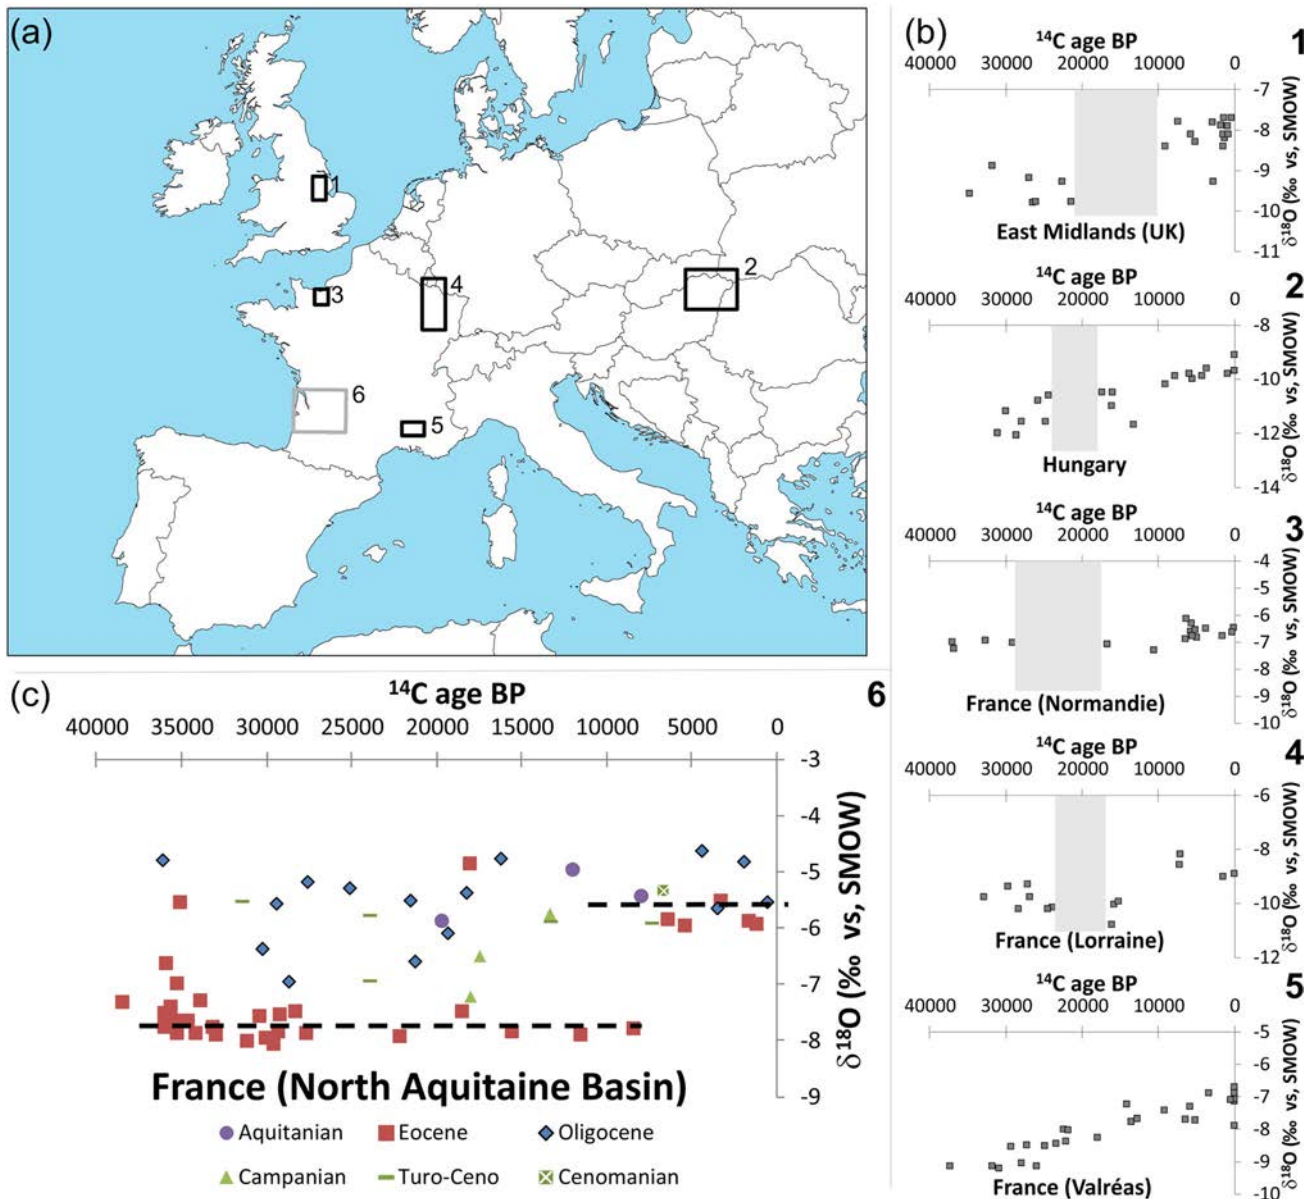 (a)
1
2
3
4
5
6
(b)
¹⁴C age BP
1
40000 30000 20000 10000 0
-7
-8
-9
-10
-11
δ¹⁸O (‰ vs, SMOW)
East Midlands (UK)
¹⁴C age BP
2
40000 30000 20000 10000 0
-8
-10
-12
-14
δ¹⁸O (‰ vs, SMOW)
Hungary
¹⁴C age BP
3
40000 30000 20000 10000 0
-4
-5
-6
-7
-8
-9
-10
δ¹⁸O (‰ vs, SMOW)
France (Normandie)
¹⁴C age BP
4
40000 30000 20000 10000 0
-6
-8
-10
-12
δ¹⁸O (‰ vs, SMOW)
France (Lorraine)
¹⁴C age BP
5
40000 30000 20000 10000 0
-5
-6
-7
-8
-9
-10
δ¹⁸O (‰ vs, SMOW)
France (Valréas)
(c)
¹⁴C age BP
6
40000 35000 30000 25000 20000 15000 10000 5000 0
-3
-4
-5
-6
-7
-8
-9
δ¹⁸O (‰ vs, SMOW)
France (North Aquitaine Basin)
Aquitanian Eocene Oligocene
Campanian Turo-Ceno Cenomanian